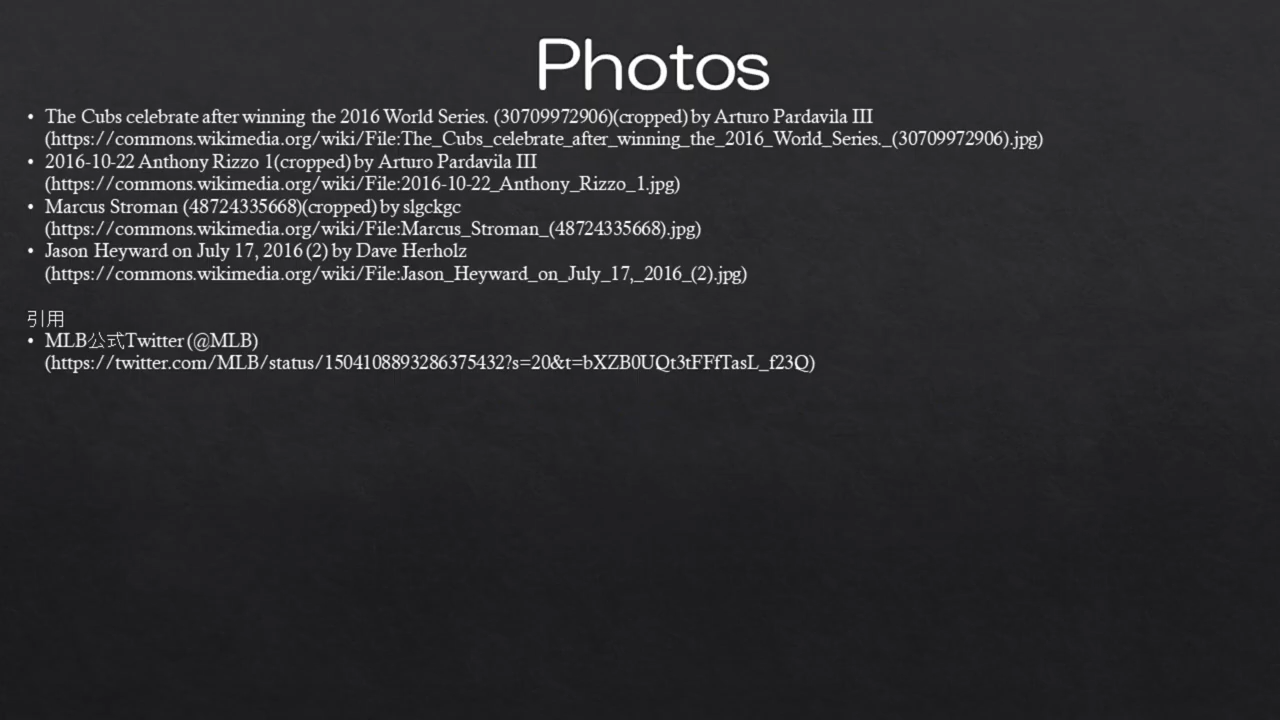 Photos
• The Cubs celebrate after winning the 2016 World Series. (30709972906)(cropped) by Arturo Pardavila III
(https://commons.wikimedia.org/wiki/File:The_Cubs_celebrate_after_winning_the_2016_World_Series._(30709972906).jpg)
• 2016-10-22 Anthony Rizzo 1(cropped) by Arturo Pardavila III
(https://commons.wikimedia.org/wiki/File:2016-10-22_Anthony_Rizzo_1.jpg)
• Marcus Stroman (48724335668)(cropped) by slgckgc
(https://commons.wikimedia.org/wiki/File:Marcus_Stroman_(48724335668).jpg)
• Jason Heyward on July 17, 2016 (2) by Dave Herholz
(https://commons.wikimedia.org/wiki/File:Jason_Heyward_on_July_17,_2016_(2).jpg)
引用
• MLB公式Twitter (@MLB)
(https://twitter.com/MLB/status/1504108893286375432?s=20&t=bXZB0UQt3tFFfTasL_f23Q)